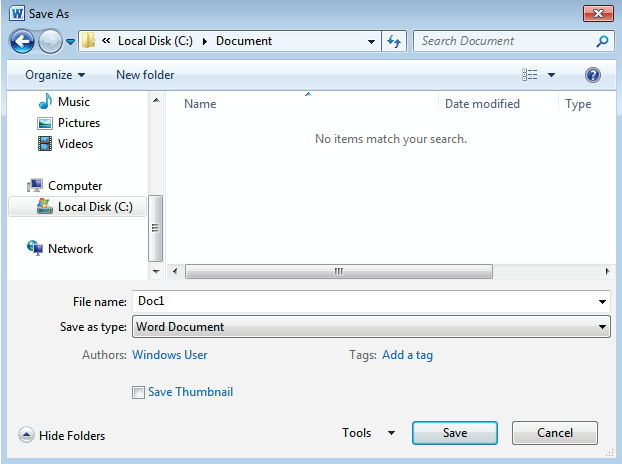 Save As
« Local Disk (C:) Document Search Document
Organize New folder
Music
Pictures
Videos
Computer
Local Disk (C:)
Network
Name Date modified Type
No items match your search.
File name: Doc1
Save as type: Word Document
Authors: Windows User Tags: Add a tag
Save Thumbnail
Hide Folders Tools Save Cancel